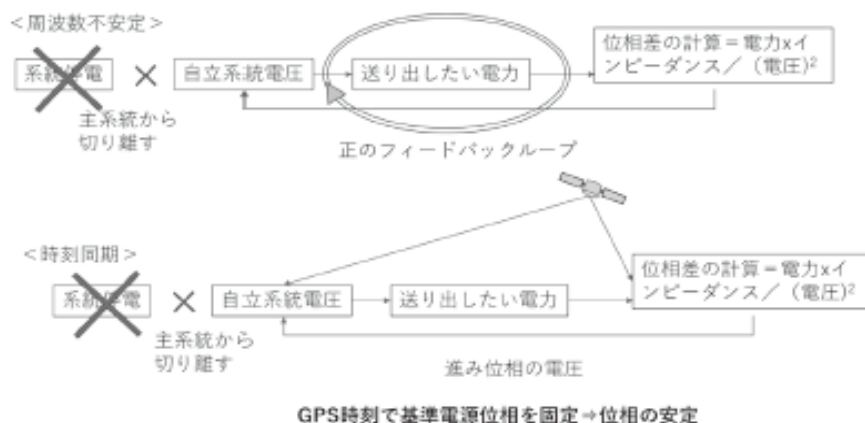 <周波数不安定>
系統停電
×
自立系統電圧
送り出したい電力
位相差の計算=電力xイ
ンピーダンス/(電圧)²
主系統から
切り離す
正のフィードバックループ
<時刻同期>
系統停電
×
自立系統電圧
送り出したい電力
位相差の計算=電力xイ
ンピーダンス/(電圧)²
主系統から
切り離す
進み位相の電圧
GPS時刻で基準電源位相を固定⇒位相の安定